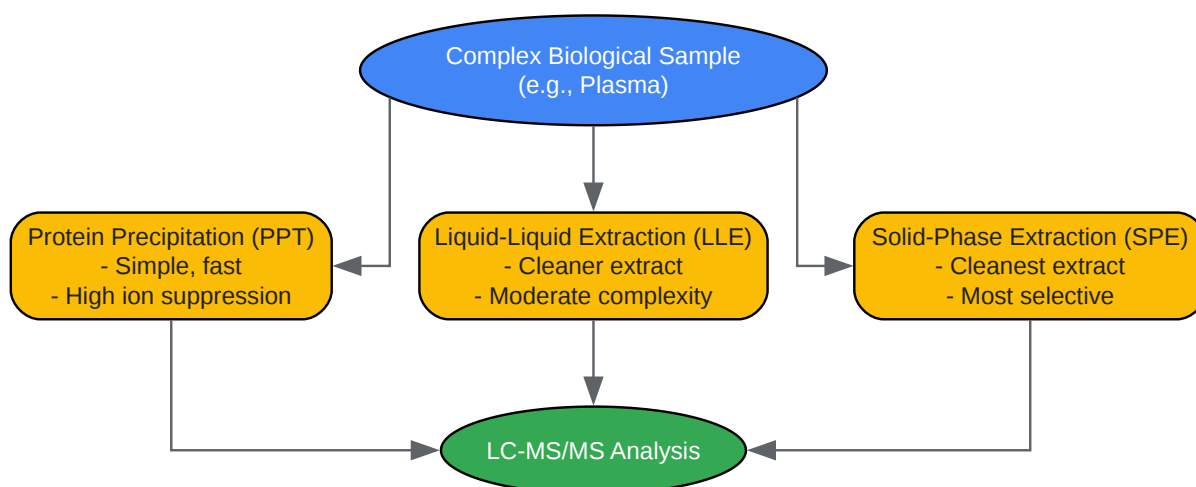 Complex Biological Sample
(e.g., Plasma)
Protein Precipitation (PPT)
- Simple, fast
- High ion suppression
Liquid-Liquid Extraction (LLE)
- Cleaner extract
- Moderate complexity
Solid-Phase Extraction (SPE)
- Cleanest extract
- Most selective
LC-MS/MS Analysis